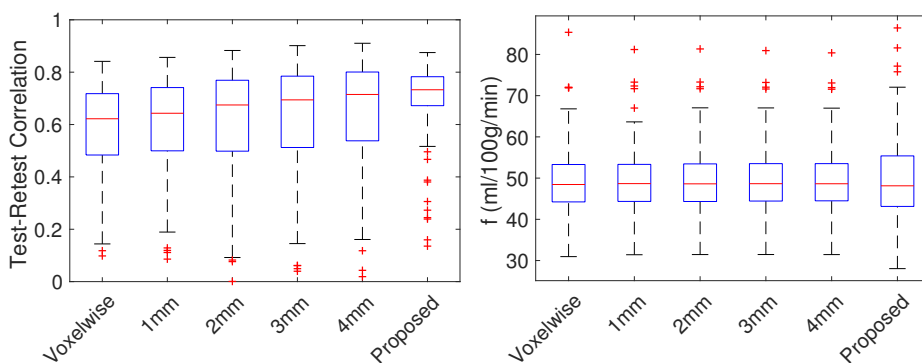 Test-Retest Correlation
1
0.8
0.6
0.4
0.2
0
Voxelwise
1mm
2mm
3mm
4mm
Proposed
f (ml/100g/min)
80
70
60
50
40
30
Voxelwise
1mm
2mm
3mm
4mm
Proposed